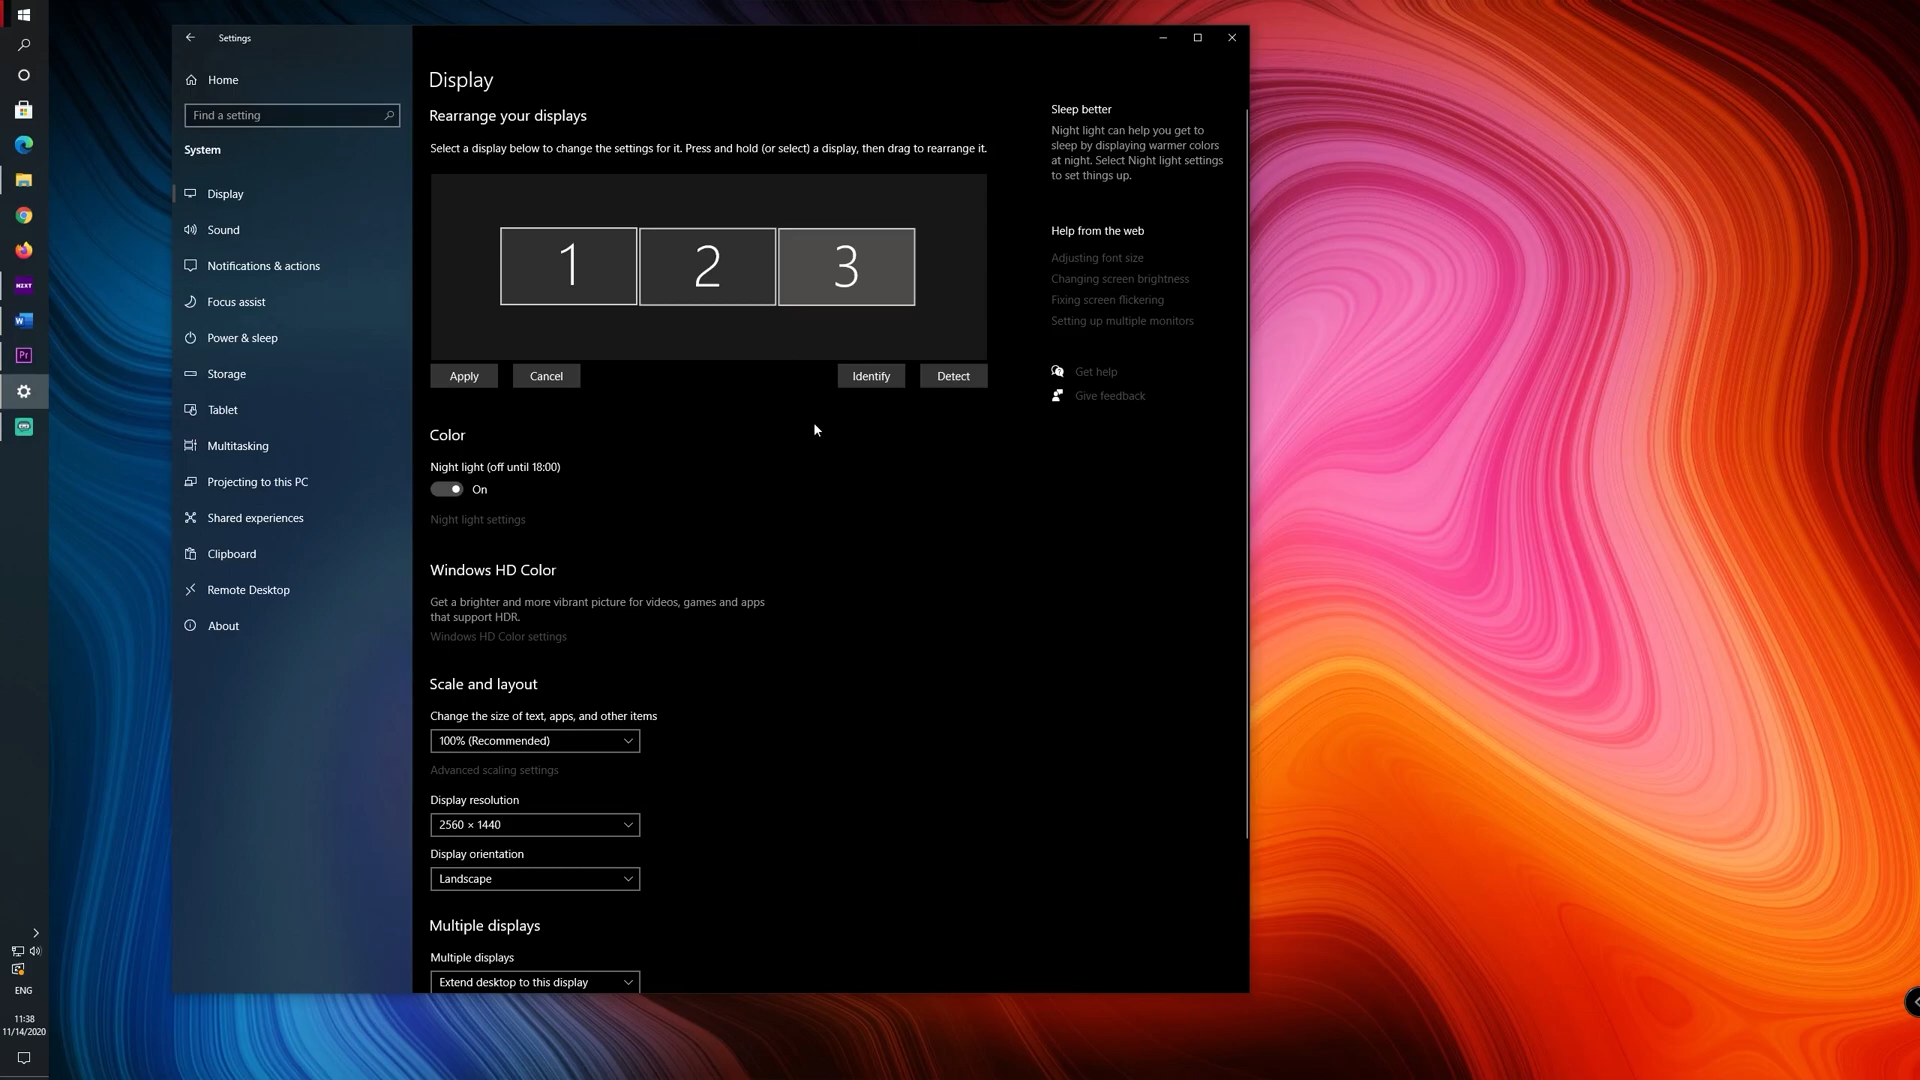 Settings
Home
Find a setting
System
Display
Sound
Notifications & actions
Focus assist
Power & sleep
Storage
Tablet
Multitasking
Projecting to this PC
Shared experiences
Clipboard
Remote Desktop
About
Display
Rearrange your displays
Select a display below to change the settings for it. Press and hold (or select) a display, then drag to rearrange it.
1 2 3
Apply Cancel Identify Detect
Color
Night light (off until 18:00)
On
Night light settings
Windows HD Color
Get a brighter and more vibrant picture for videos, games and apps
that support HDR.
Windows HD Color settings
Scale and layout
Change the size of text, apps, and other items
100% (Recommended)
Advanced scaling settings
Display resolution
2560 × 1440
Display orientation
Landscape
Multiple displays
Multiple displays
Extend desktop to this display
Sleep better
Night light can help you get to
sleep by displaying warmer colors
at night. Select Night light settings
to set things up.
Help from the web
Adjusting font size
Changing screen brightness
Fixing screen flickering
Setting up multiple monitors
Get help
Give feedback
NZXT
W
Pr
ENG
11:38
11/14/2020